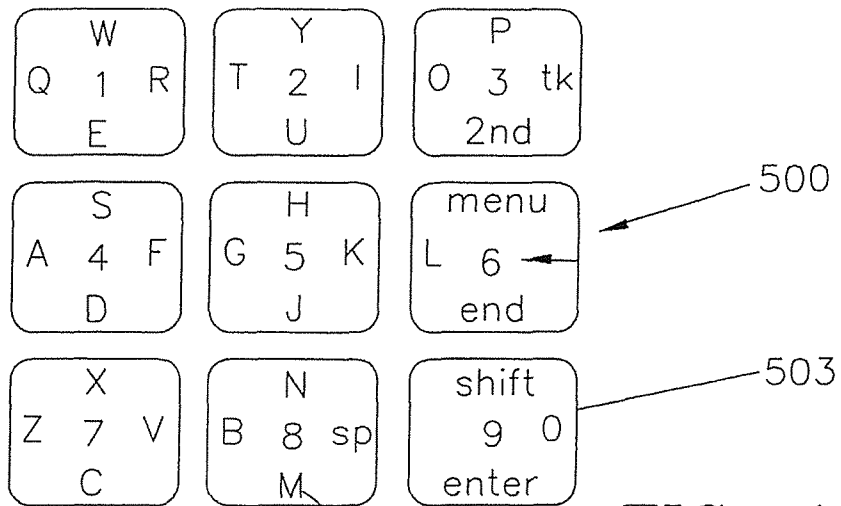 W Y P
Q 1 R T 2 I O 3 tk
E U 2nd
500
S H menu
A 4 F G 5 K L 6
D J end
503
X N shift
Z 7 V B 8 sp 9 0
C M enter